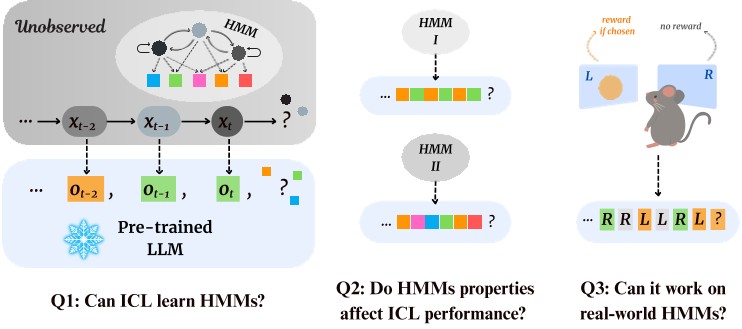 Unobserved
HMM
... X_{t-2} X_{t-1} X_t ?
... O_{t-2} , O_{t-1} , O_t , ?
Pre-trained
LLM
Q1: Can ICL learn HMMs?
HMM
I
... ?
HMM
II
... ?
Q2: Do HMMs properties
affect ICL performance?
reward
if chosen
no reward
L
R
... R R L L R L ?
Q3: Can it work on
real-world HMMs?